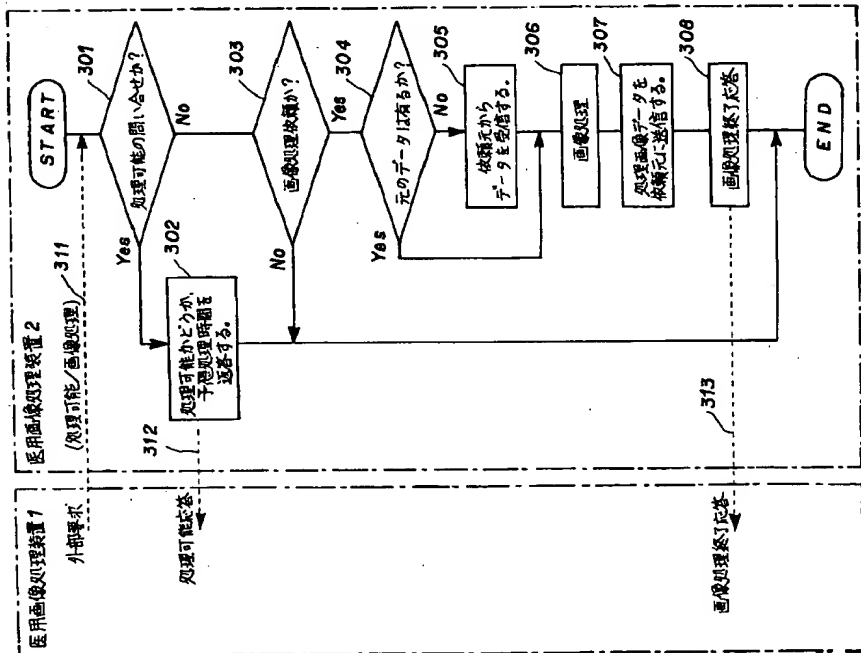 医用画像処理装置1
外部要求
処理可能応答
画像処理終了応答
医用画像処理装置2
(処理可能/画像処理)
311
START
301
処理可能の問い合せか?
Yes
No
302
処理可能かどうか、
予想処理時間を
返答する。
312
303
画像処理依頼か?
No
Yes
304
元のデータは有るか?
Yes
No
305
依頼元から
データを受信する。
306
画像処理
307
処理画像データを
依頼元に送信する。
308
画像処理終了応答
313
END